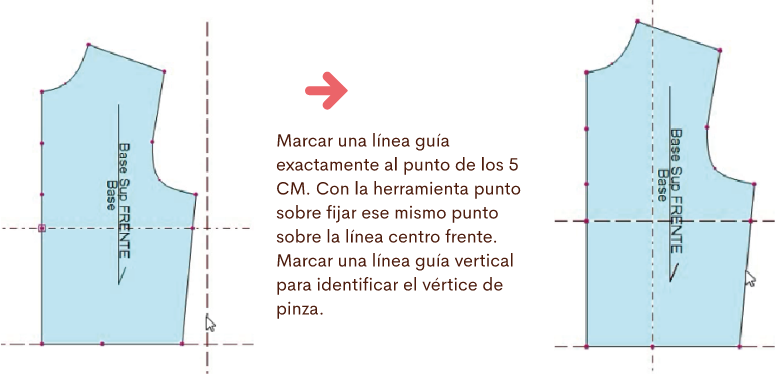 Base Sup FRENTE
Base
Marcar una línea guía
exactamente al punto de los 5
CM. Con la herramienta punto
sobre fijar ese mismo punto
sobre la línea centro frente.
Marcar una línea guía vertical
para identificar el vértice de
pinza.
Base Sup FRENTE
Base